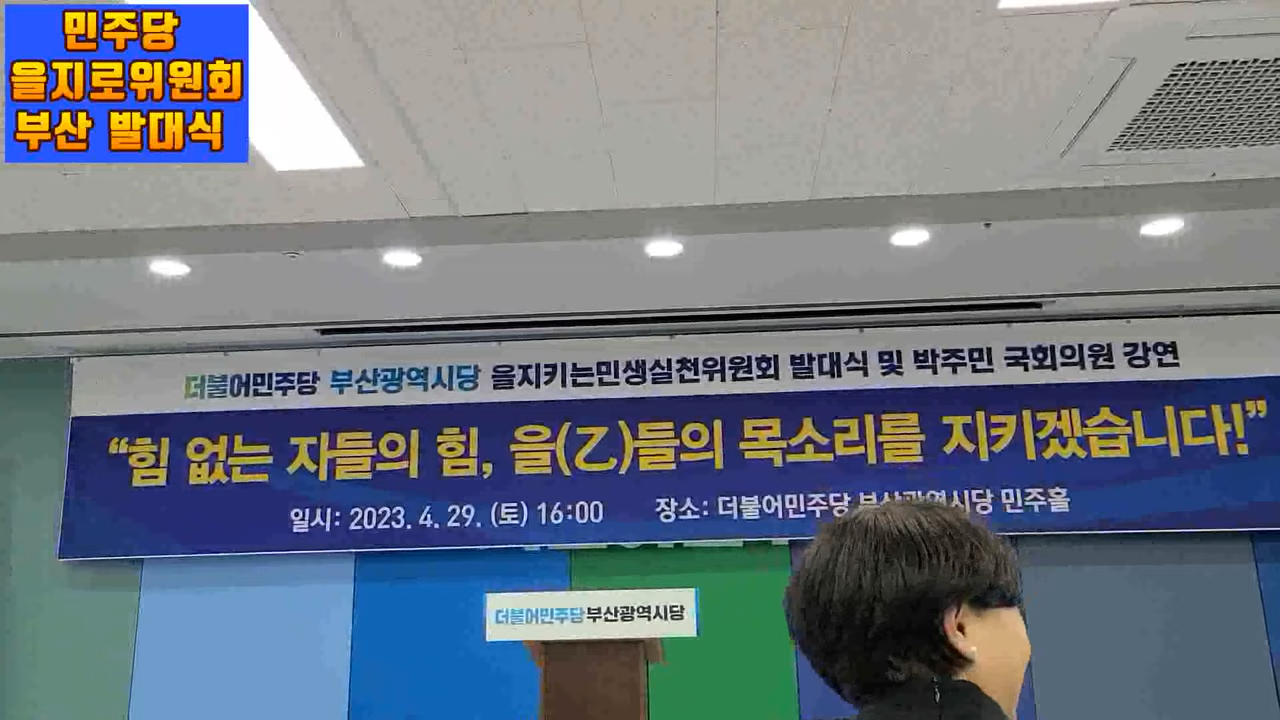 민주당
을지로위원회
부산 발대식
더불어민주당 부산광역시당 을지키는민생실천위원회 발대식 및 박주민 국회의원 강연
“힘 없는 자들의 힘, 을(乙)들의 목소리를 지키겠습니다!”
일시: 2023. 4. 29. (토) 16:00 장소: 더불어민주당 부산광역시당 민주홀
더불어민주당 부산광역시당